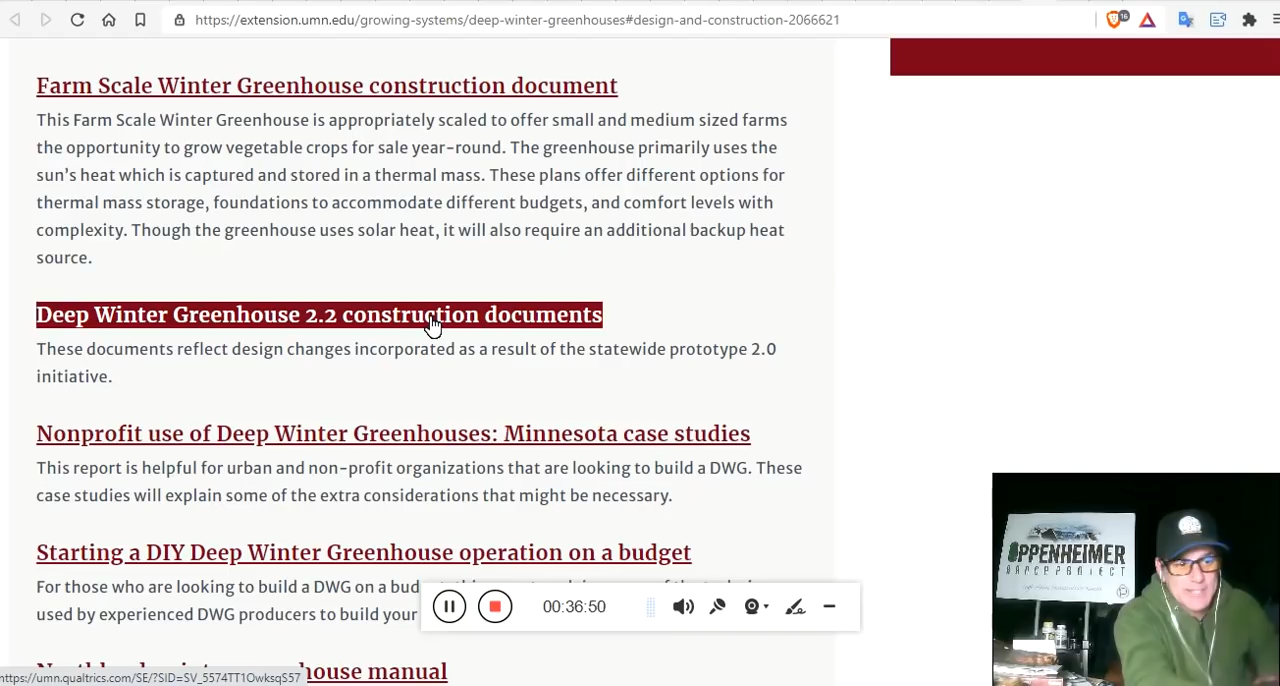 https://extension.umn.edu/growing-systems/deep-winter-greenhouses#design-and-construction-2066621
16
Farm Scale Winter Greenhouse construction document
This Farm Scale Winter Greenhouse is appropriately scaled to offer small and medium sized farms
the opportunity to grow vegetable crops for sale year-round. The greenhouse primarily uses the
sun's heat which is captured and stored in a thermal mass. These plans offer different options for
thermal mass storage, foundations to accommodate different budgets, and comfort levels with
complexity. Though the greenhouse uses solar heat, it will also require an additional backup heat
source.
Deep Winter Greenhouse 2.2 construction documents
These documents reflect design changes incorporated as a result of the statewide prototype 2.0
initiative.
Nonprofit use of Deep Winter Greenhouses: Minnesota case studies
This report is helpful for urban and non-profit organizations that are looking to build a DWG. These
case studies will explain some of the extra considerations that might be necessary.
Starting a DIY Deep Winter Greenhouse operation on a budget
For those who are looking to build a DWG on a bud
used by experienced DWG producers to build your
00:36:50
house manual
https://umn.qualtrics.com/SE/?SID=SV_5574TT1OwksqS57
OPPENHEIMER
RANCH PROJECT